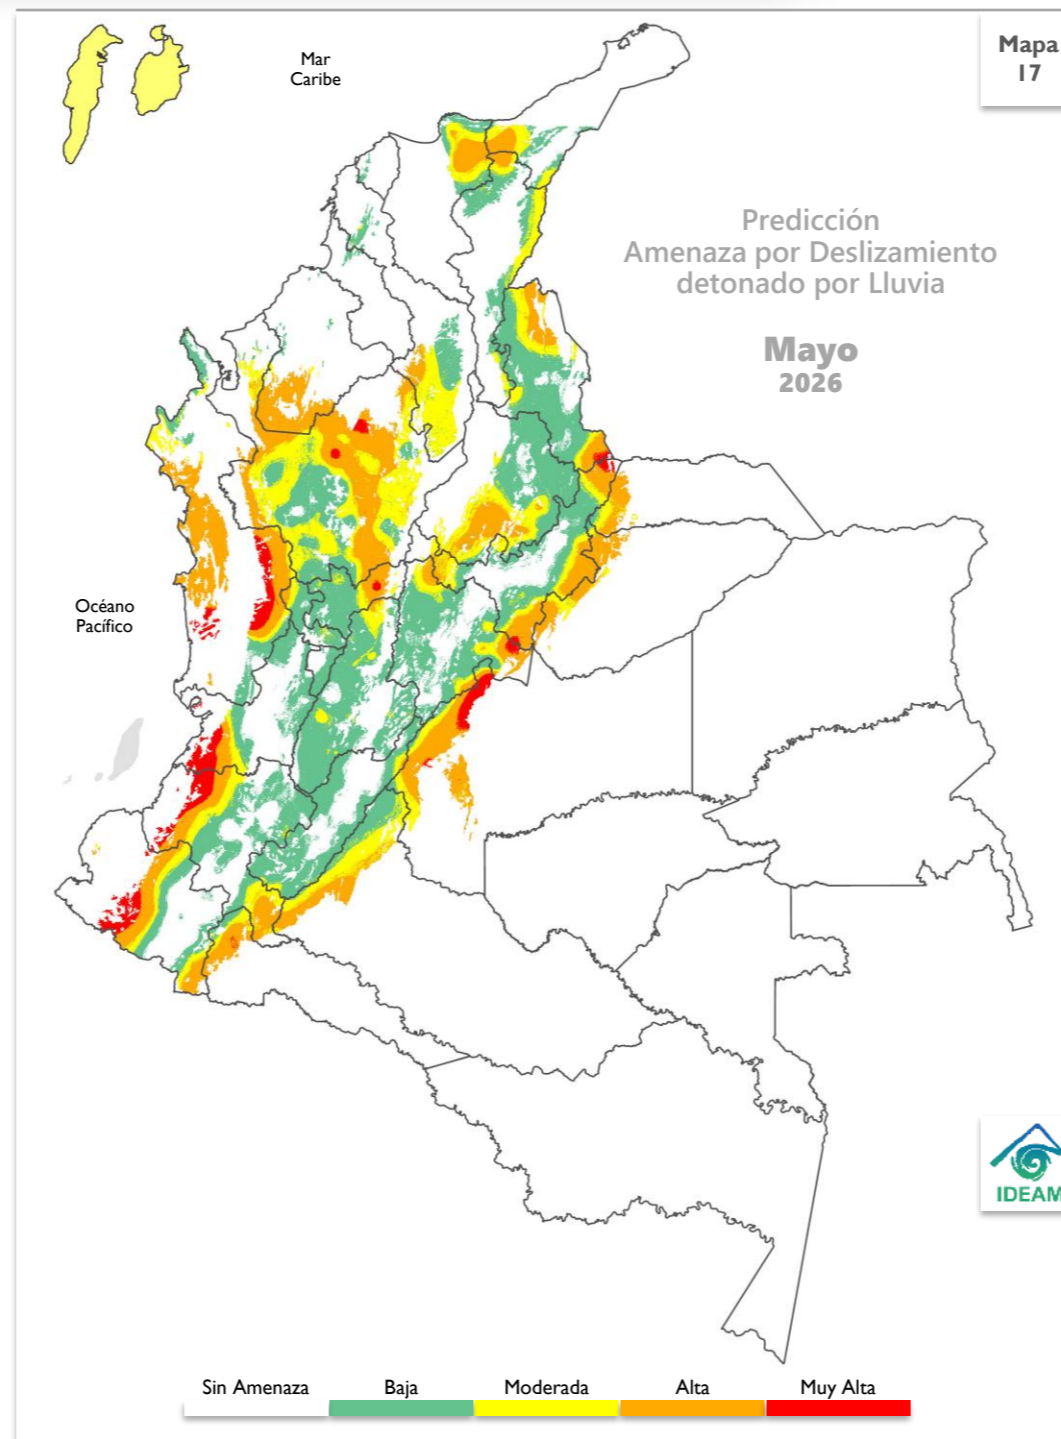 Mapa
17
Mar
Caribe
Predicción
Amenaza por Deslizamiento
detonado por Lluvia
Mayo
2026
Océano
Pacífico
IDEAM
Sin Amenaza
Baja
Moderada
Alta
Muy Alta